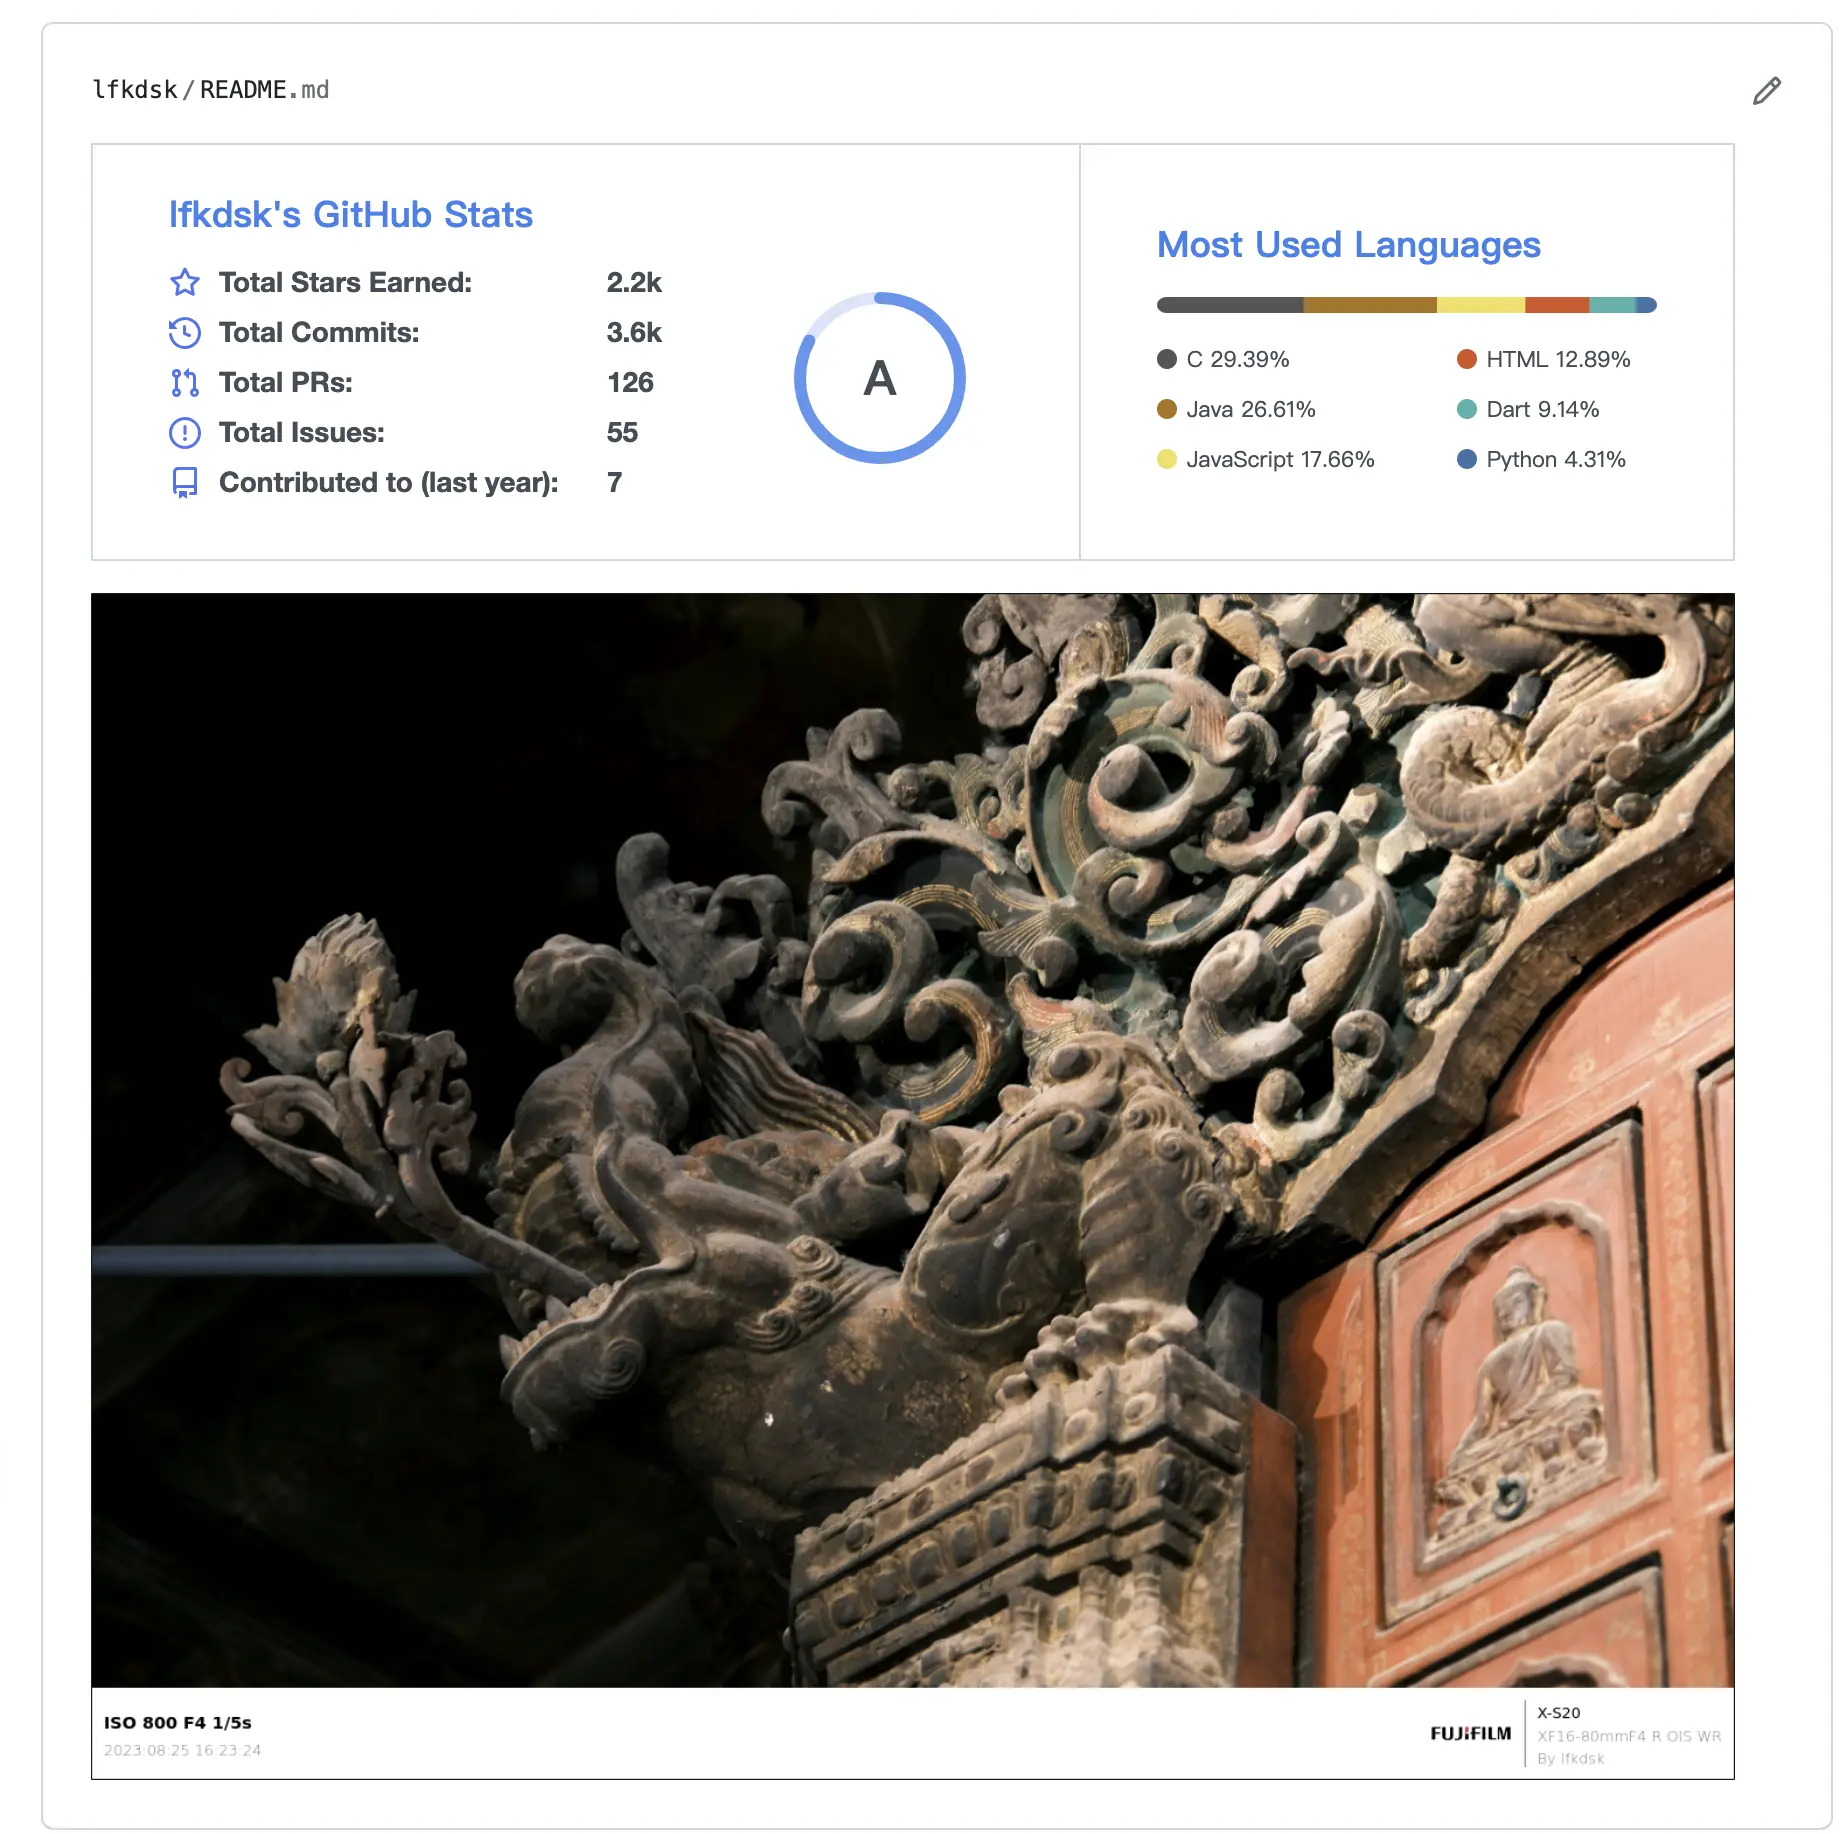 lfkdsk/README.md
lfkdsk's GitHub Stats
Total Stars Earned: 2.2k
Total Commits: 3.6k
Total PRs: 126
Total Issues: 55
Contributed to (last year): 7
A
Most Used Languages
C 29.39%
Java 26.61%
JavaScript 17.66%
HTML 12.89%
Dart 9.14%
Python 4.31%
ISO 800 F4 1/5s
2023:08:25 16:23:24
FUJIFILM
X-S20
XF16-80mmF4 R OIS WR
By lfkdsk